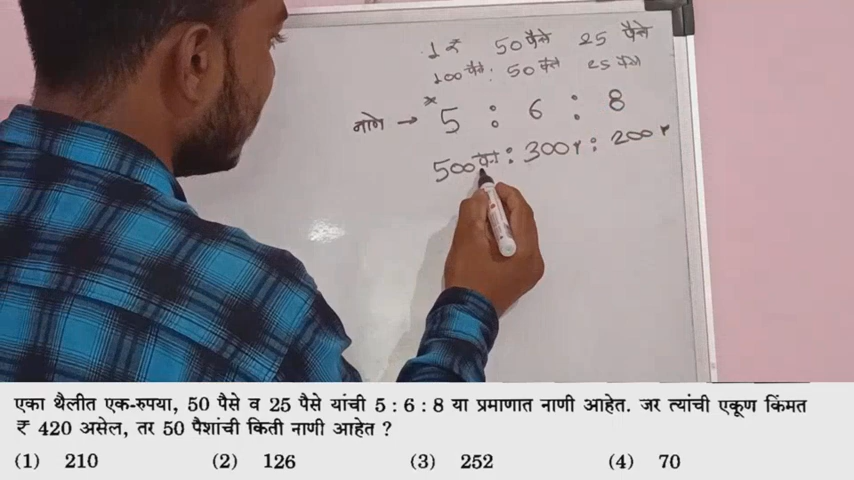 1 ₹ 50 पैसे 25 पैसे
100 पैसे : 50 पैसे 25 पैसे
नाणे → * 5 : 6 : 8
500 पैसे : 300 : 200
एका थैलीत एक-रुपया, 50 पैसे व 25 पैसे यांची 5 : 6 : 8 या प्रमाणात नाणी आहेत. जर त्यांची एकूण किंमत
₹ 420 असेल, तर 50 पैशांची किती नाणी आहेत ?
(1) 210 (2) 126 (3) 252 (4) 70